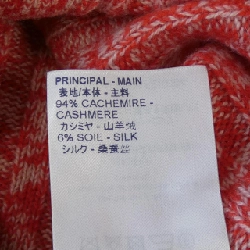 PRINCIPAL - MAIN
表地/本体 - 主料
94% CACHEMIRE -
CASHMERE
カシミヤ - 山羊绒
6% SOIE - SILK
シルク - 桑蚕丝